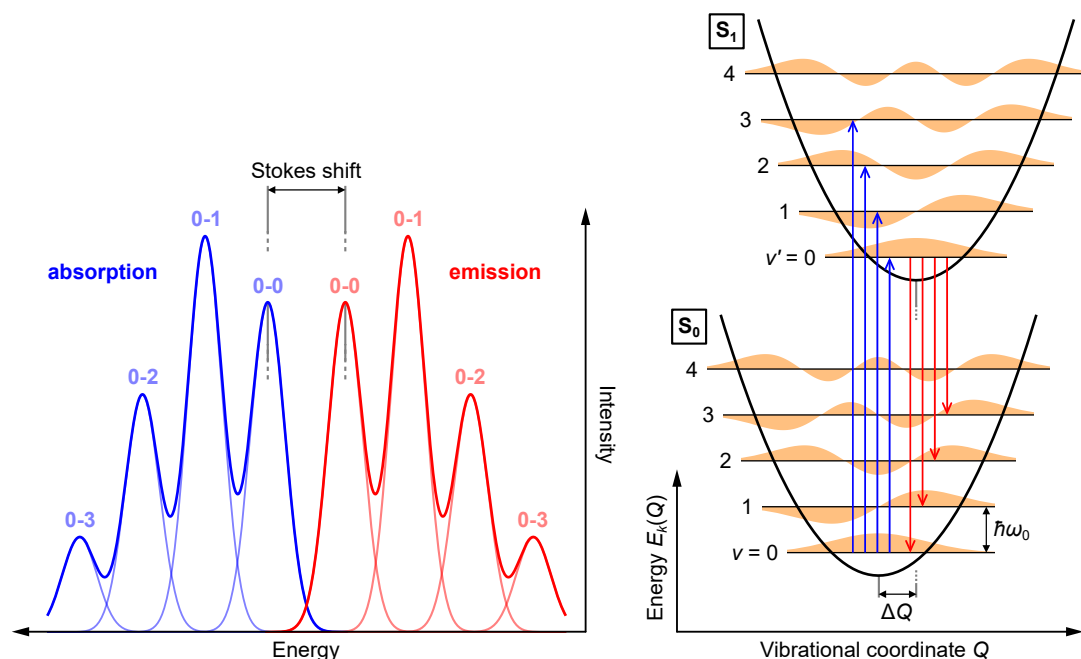 Stokes shift
0-1
0-1
absorption
emission
0-0
0-0
0-2
0-2
0-3
0-3
Intensity
Energy
S₁
4
3
2
1
v' = 0
S₀
4
3
2
1
ℏω₀
v = 0
ΔQ
Energy Eₖ(Q)
Vibrational coordinate Q